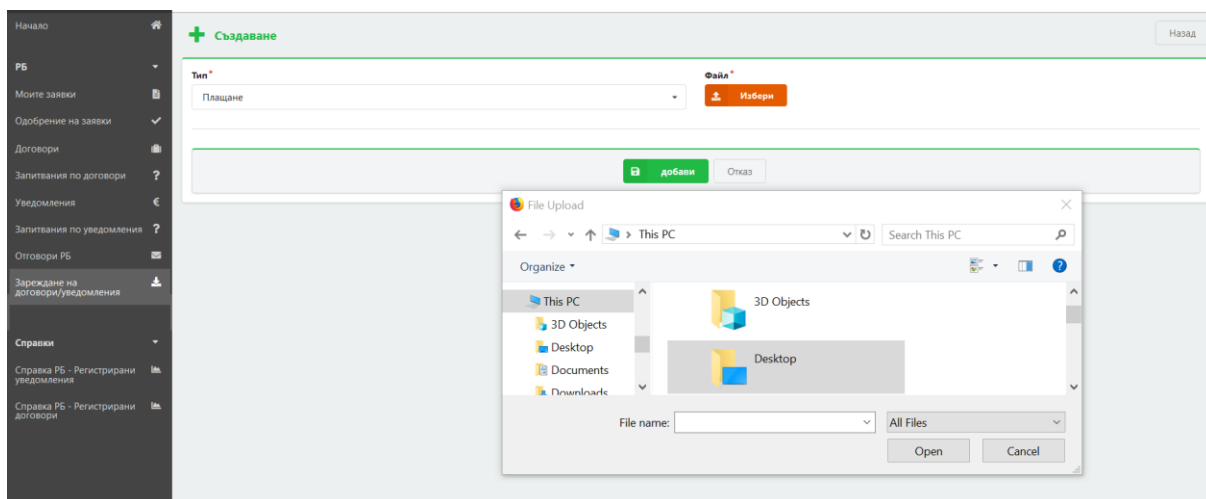 Начало
РБ
Моите заявки
Одобрение на заявки
Договори
Запитвания по договори
Уведомления
Запитвания по уведомления
Отговори РБ
Зареждане на
договори/уведомления
Справки
Справка РБ - Регистрирани
уведомления
Справка РБ - Регистрирани
договори
Създаване
Назад
Тип*
Файл*
Плащане
Избери
добави
Отказ
File Upload
This PC
Search This PC
Organize
This PC
3D Objects
Desktop
Documents
Downloads
3D Objects
Desktop
File name:
All Files
Open
Cancel